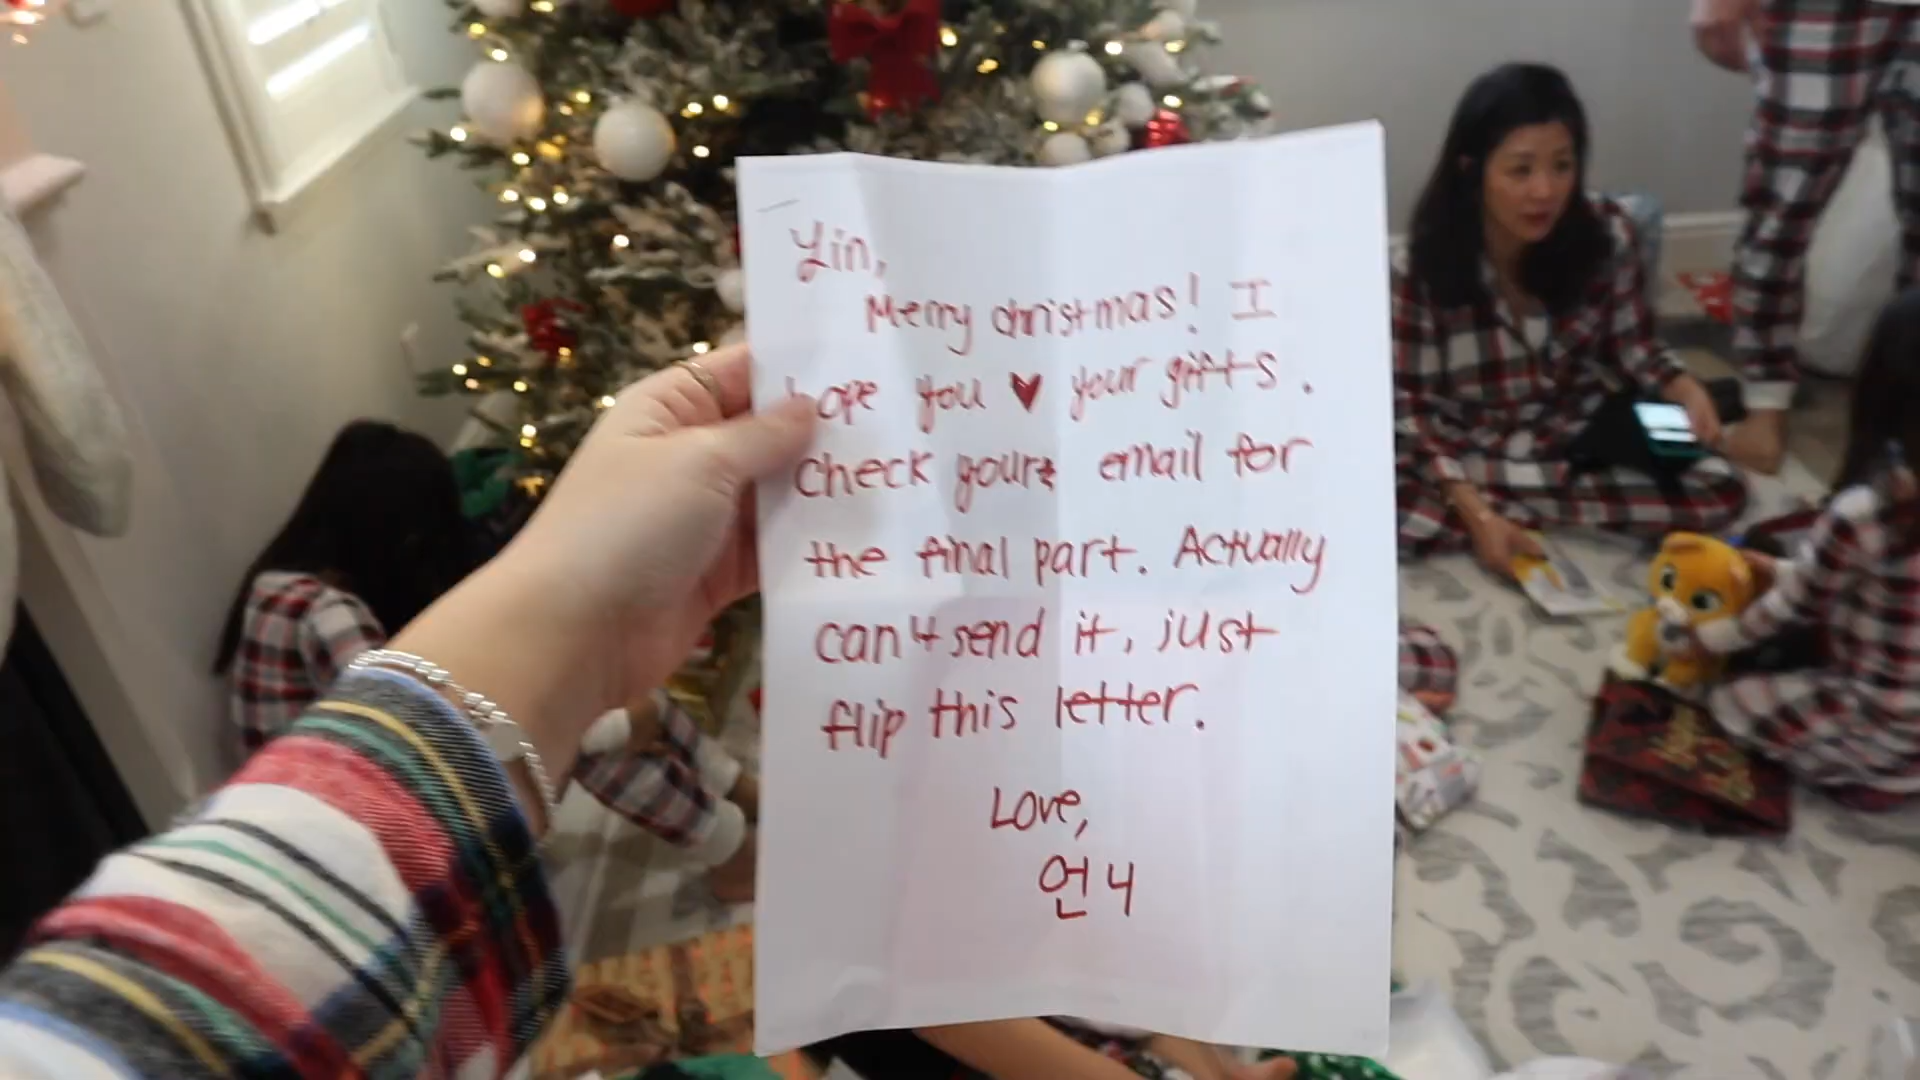 Yin,
Merry christmas! I
hope you ♥ your gifts.
Check your email for
the final part. Actually
can't send it, just
flip this letter.
Love,
언니